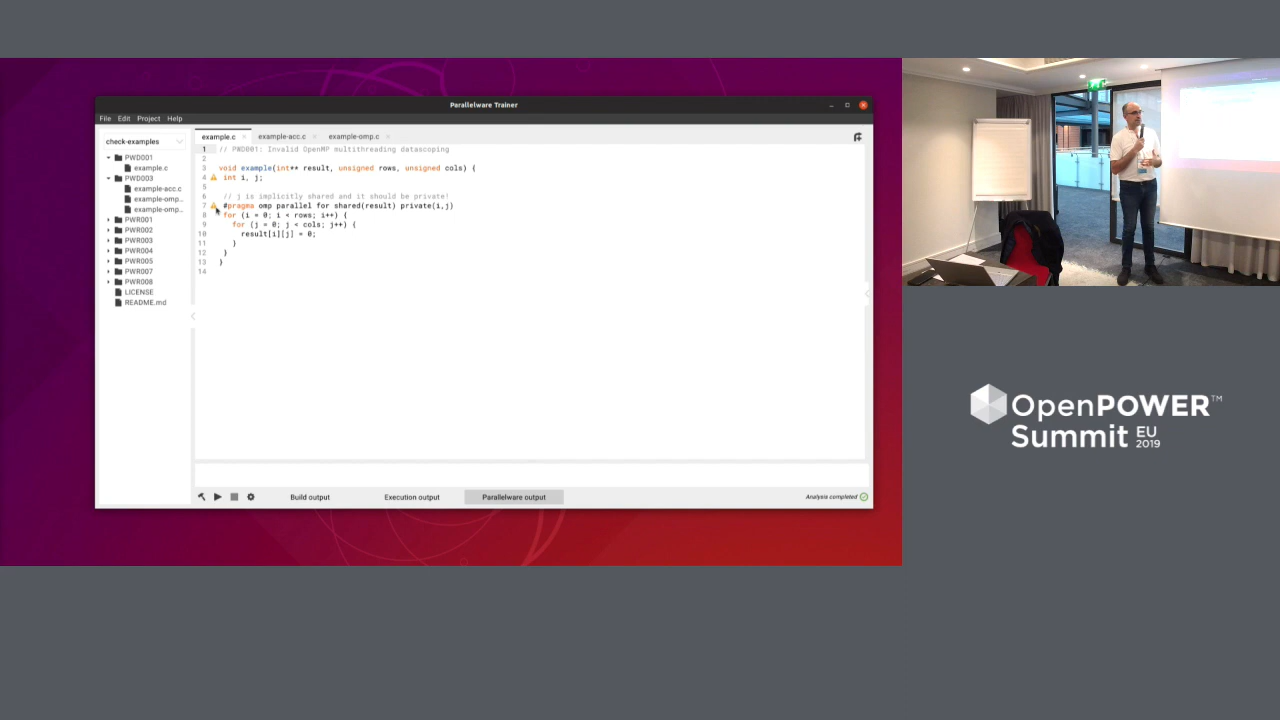 Parallelware Trainer
File Edit Project Help
check-examples
PWD001
example.c
PWD003
example-acc.c
example-omp...
example-omp...
PWR001
PWR002
PWR003
PWR004
PWR005
PWR007
PWR008
LICENSE
README.md
example.c example-acc.c example-omp.c
1 // PWD001: Invalid OpenMP multithreading datascoping
2
3 void example(int** result, unsigned rows, unsigned cols) {
4 int i, j;
5
6 // j is implicitly shared and it should be private!
7 #pragma omp parallel for shared(result) private(i,j)
8 for (i = 0; i < rows; i++) {
9 for (j = 0; j < cols; j++) {
10 result[i][j] = 0;
11 }
12 }
13 }
14
Build output Execution output Parallelware output Analysis completed
OpenPOWER™
Summit EU 2019